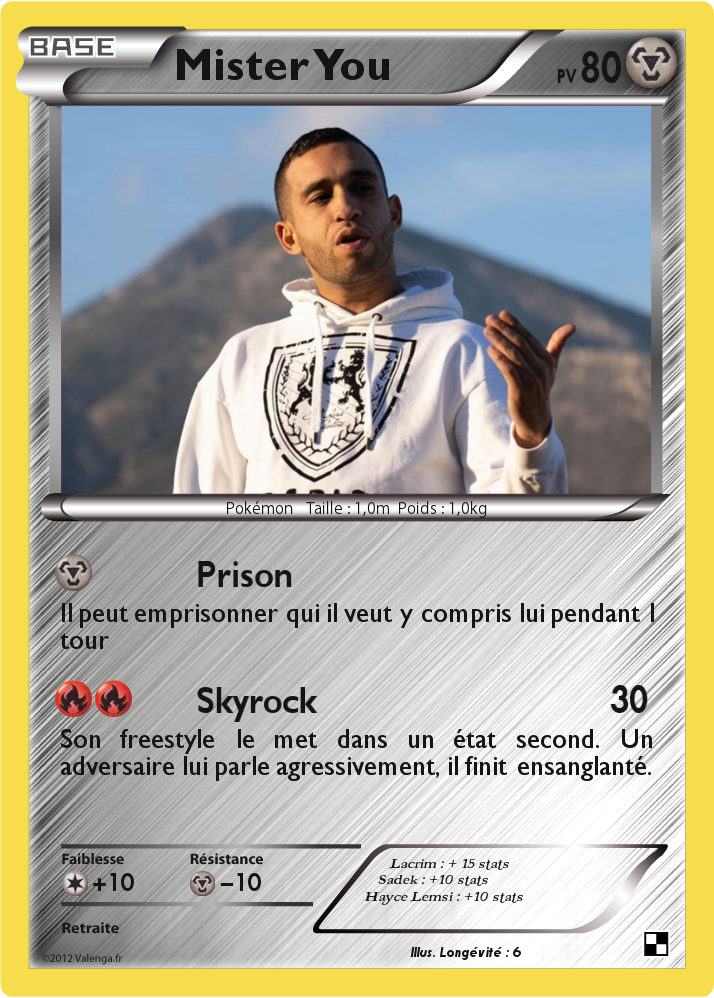 BASE
Mister You
PV 80
Pokémon Taille : 1,0m Poids : 1,0kg
Prison
Il peut emprisonner qui il veut y compris lui pendant 1
tour
Skyrock 30
Son freestyle le met dans un état second. Un
adversaire lui parle agressivement, il finit ensanglanté.
Faiblesse Résistance
+10 −10
Lacrim : + 15 stats
Sadek : +10 stats
Hayce Lemsi : +10 stats
Retraite
Illus. Longévité : 6
©2012 Valenga.fr